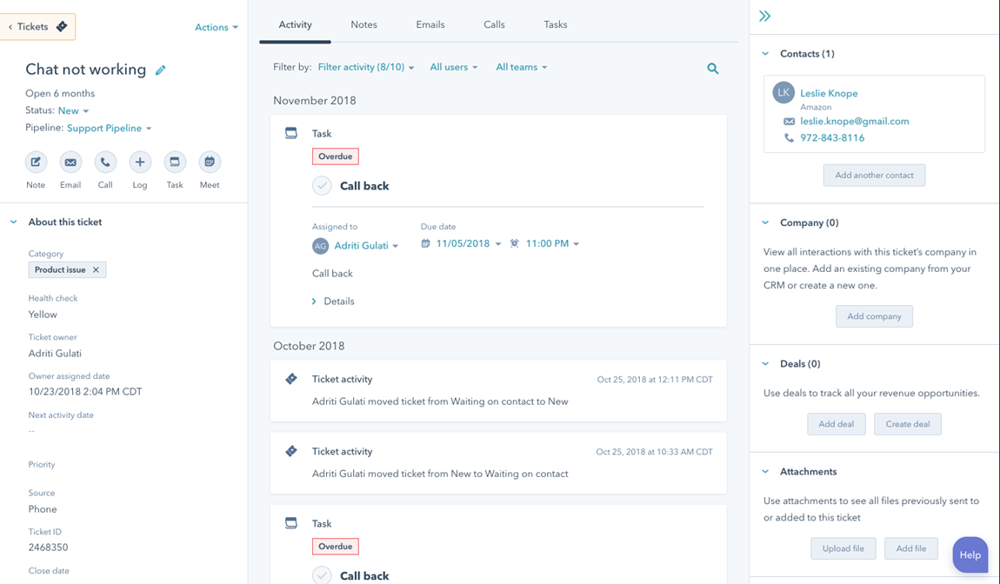 Tickets
Actions
Chat not working
Open 6 months
Status: New
Pipeline: Support Pipeline
Note Email Call Log Task Meet
About this ticket
Category
Product issue
Health check
Yellow
Ticket owner
Adriti Gulati
Owner assigned date
10/23/2018 2:04 PM CDT
Next activity date
--
Priority
Source
Phone
Ticket ID
2468350
Close date
Activity Notes Emails Calls Tasks
Filter by: Filter activity (8/10) All users All teams
November 2018
Task
Overdue
Call back
Assigned to Due date
AG Adriti Gulati 11/05/2018 11:00 PM
Call back
Details
October 2018
Ticket activity Oct 25, 2018 at 12:11 PM CDT
Adriti Gulati moved ticket from Waiting on contact to New
Ticket activity Oct 25, 2018 at 10:33 AM CDT
Adriti Gulati moved ticket from New to Waiting on contact
Task
Overdue
Call back
Contacts (1)
LK Leslie Knope
Amazon
leslie.knope@gmail.com
972-843-8116
Add another contact
Company (0)
View all interactions with this ticket's company in
one place. Add an existing company from your
CRM or create a new one.
Add company
Deals (0)
Use deals to track all your revenue opportunities.
Add deal Create deal
Attachments
Use attachments to see all files previously sent to
or added to this ticket
Upload file Add file
Help